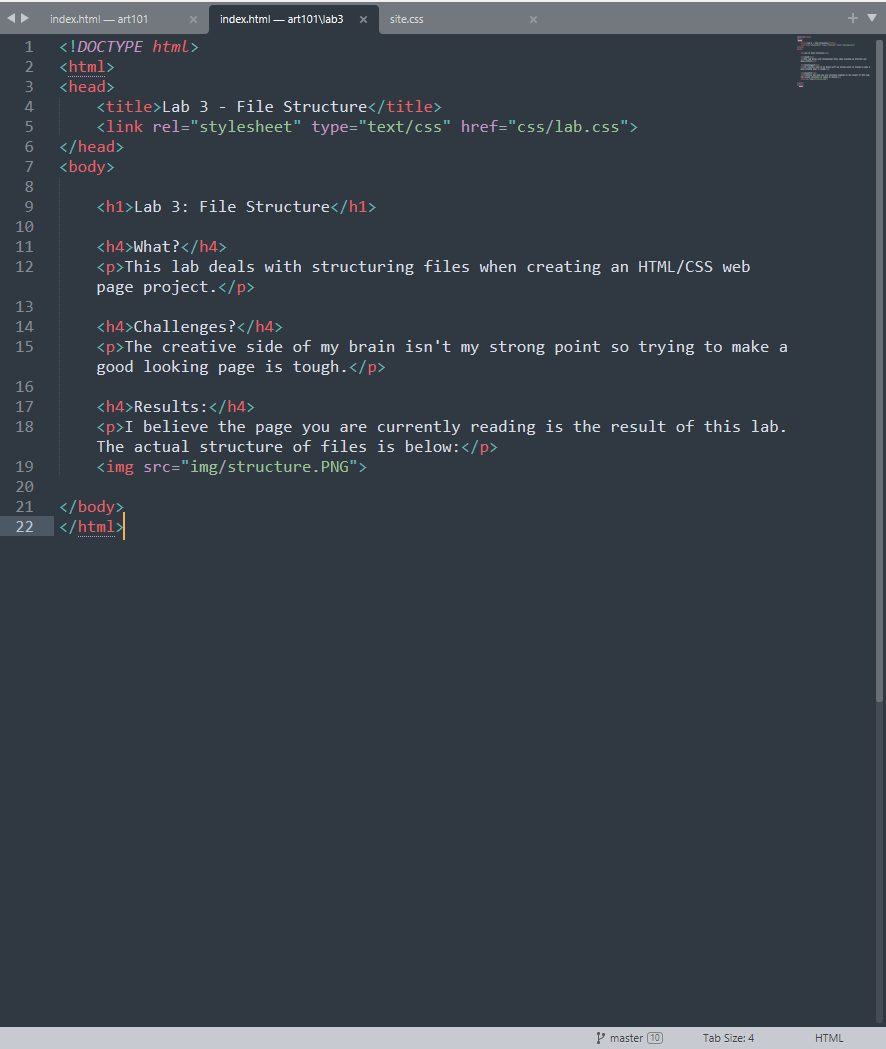 index.html — art101
index.html — art101\lab3
site.css
1 <!DOCTYPE html>
2 <html>
3 <head>
4     <title>Lab 3 - File Structure</title>
5     <link rel="stylesheet" type="text/css" href="css/lab.css">
6 </head>
7 <body>
8
9     <h1>Lab 3: File Structure</h1>
10
11     <h4>What?</h4>
12     <p>This lab deals with structuring files when creating an HTML/CSS web
page project.</p>
13
14     <h4>Challenges?</h4>
15     <p>The creative side of my brain isn't my strong point so trying to make a
good looking page is tough.</p>
16
17     <h4>Results:</h4>
18     <p>I believe the page you are currently reading is the result of this lab.
The actual structure of files is below:</p>
19     <img src="img/structure.PNG">
20
21 </body>
22 </html>
master 10 Tab Size: 4 HTML